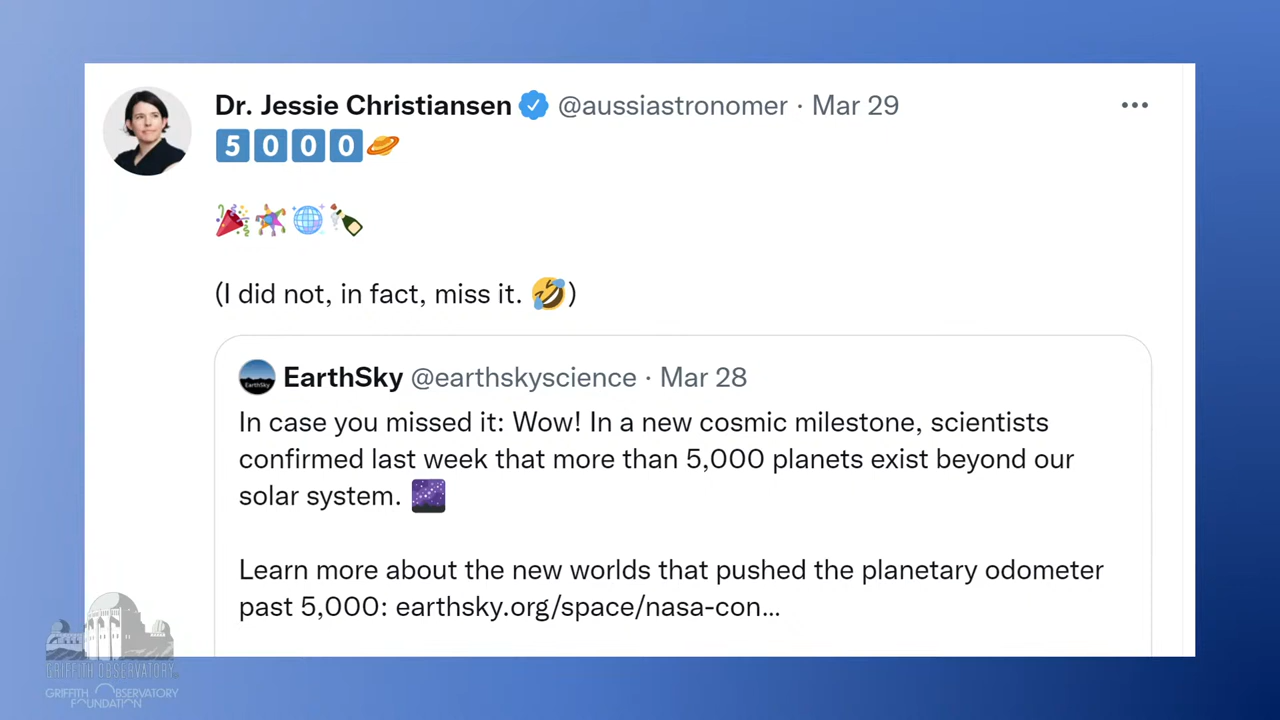 Dr. Jessie Christiansen @aussiastronomer · Mar 29
5000🪐
🎉🪅🪩🍾
(I did not, in fact, miss it. 🤣)
EarthSky @earthskyscience · Mar 28
In case you missed it: Wow! In a new cosmic milestone, scientists
confirmed last week that more than 5,000 planets exist beyond our
solar system. 🌌
Learn more about the new worlds that pushed the planetary odometer
past 5,000: earthsky.org/space/nasa-con...
EarthSky
GRIFFITH OBSERVATORY
GRIFFITH OBSERVATORY
FOUNDATION